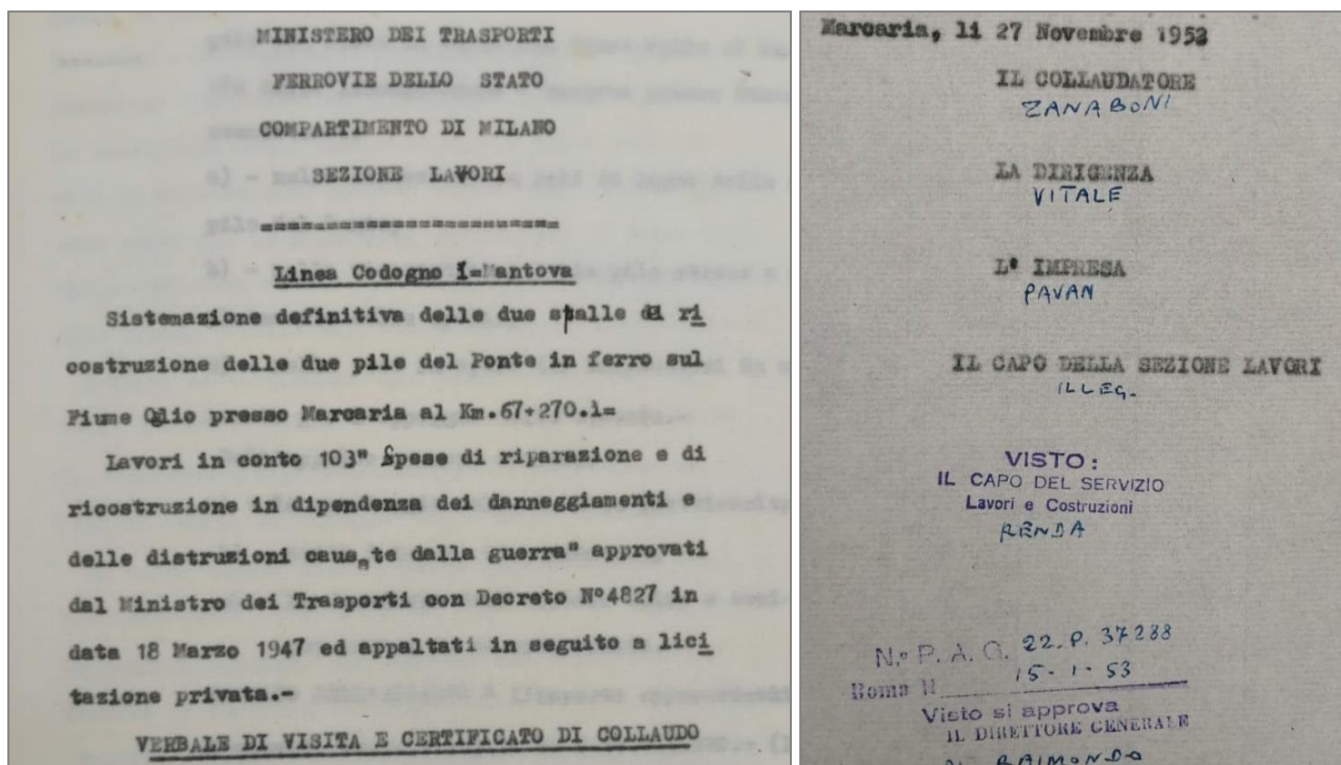 MINISTERO DEI TRASPORTI
FERROVIE DELLO STATO
COMPARTIMENTO DI MILANO
SEZIONE LAVORI
=========================
Linea Codogno -Mantova
Sistemazione definitiva delle due spalle di ri
costruzione delle due pile del Ponte in ferro sul
Fiume Oglio presso Marcaria al Km.67+270.1=
Lavori in conto 103" Spese di riparazione e di
ricostruzione in dipendenza dei danneggiamenti e
delle distruzioni causate dalla guerra" approvati
dal Ministro dei Trasporti con Decreto N°4827 in
data 18 Marzo 1947 ed appaltati in seguito a lici
tazione privata.-
VERBALE DI VISITA E CERTIFICATO DI COLLAUDO
Marcaria, li 27 Novembre 1952
IL COLLAUDATORE
ZANABONI
LA DIRIGENZA
VITALE
L' IMPRESA
PAVAN
IL CAPO DELLA SEZIONE LAVORI
ILLEG.
VISTO:
IL CAPO DEL SERVIZIO
Lavori e Costruzioni
RENDA
N.° P. A. G. 22. P. 37288
Roma li 15-1-53
Visto si approva
IL DIRETTORE GENERALE
RAIMONDO